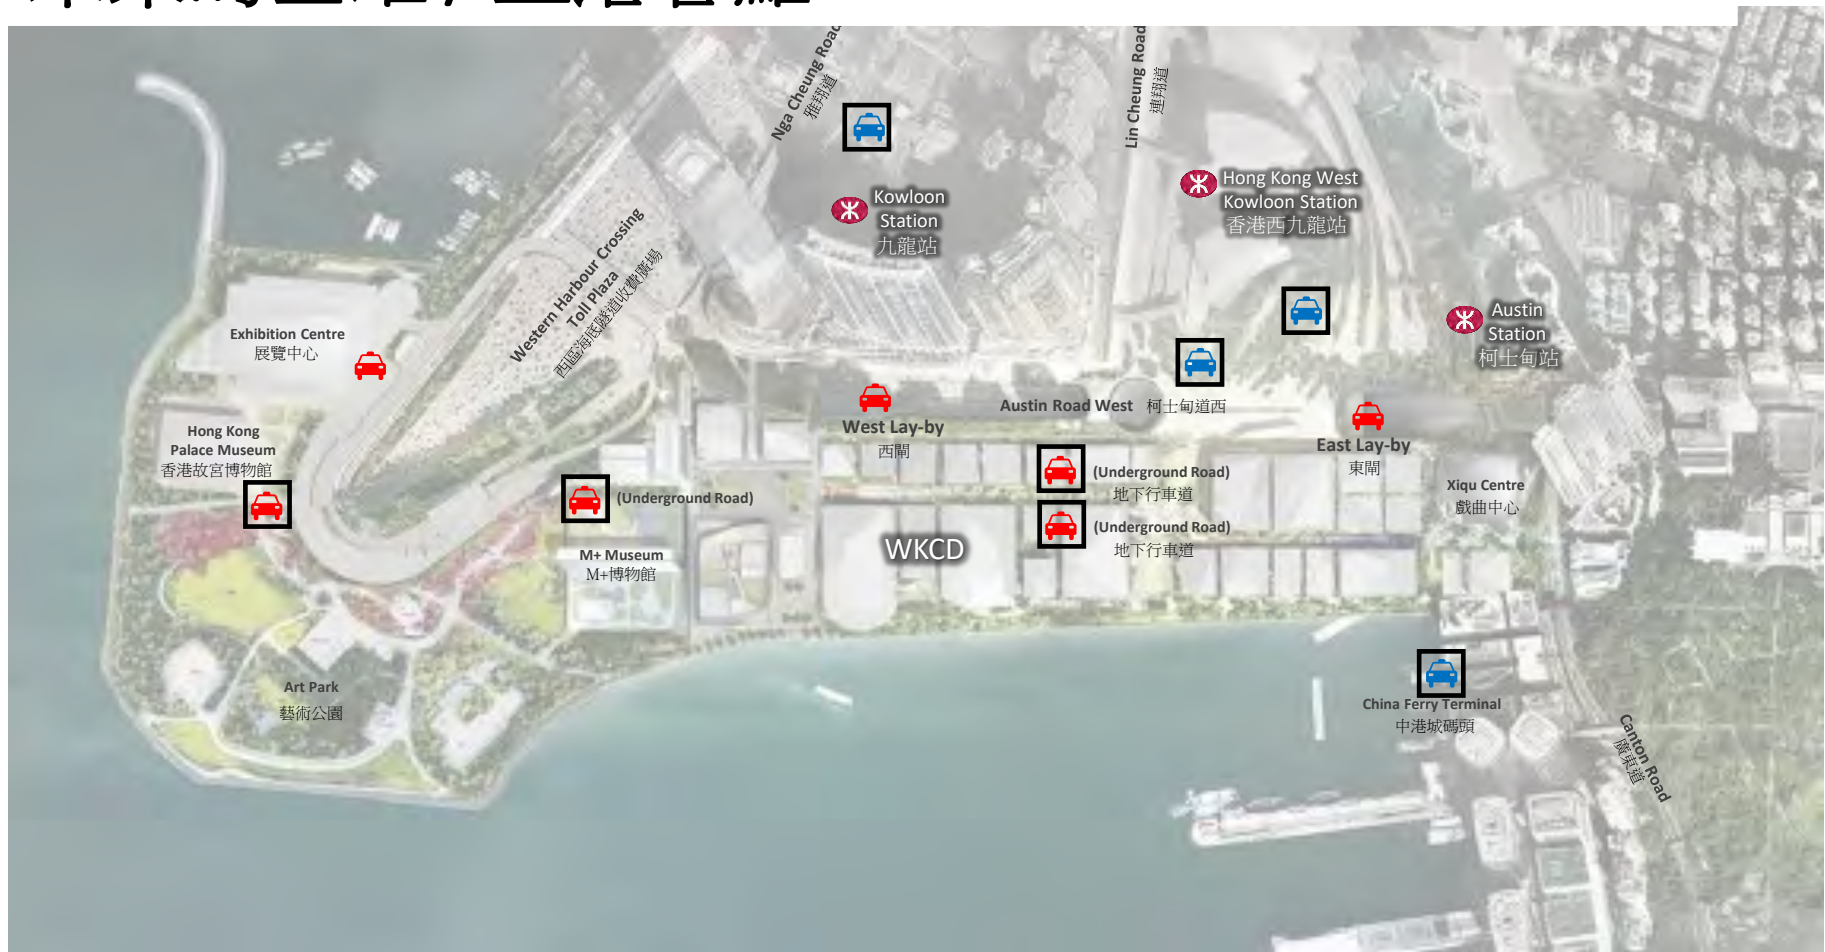 Nga Cheung Road
雅翔道
Lin Cheung Road
連翔道
Kowloon
Station
九龍站
Hong Kong West
Kowloon Station
香港西九龍站
Western Harbour Crossing
Toll Plaza
西區海底隧道收費廣場
Exhibition Centre
展覽中心
Austin
Station
柯士甸站
Austin Road West 柯士甸道西
West Lay-by
西閘
East Lay-by
東閘
Hong Kong
Palace Museum
香港故宮博物館
(Underground Road)
地下行車道
Xiqu Centre
戲曲中心
(Underground Road)
(Underground Road)
地下行車道
WKCD
M+ Museum
M+博物館
Art Park
藝術公園
China Ferry Terminal
中港城碼頭
Canton Road
廣東道